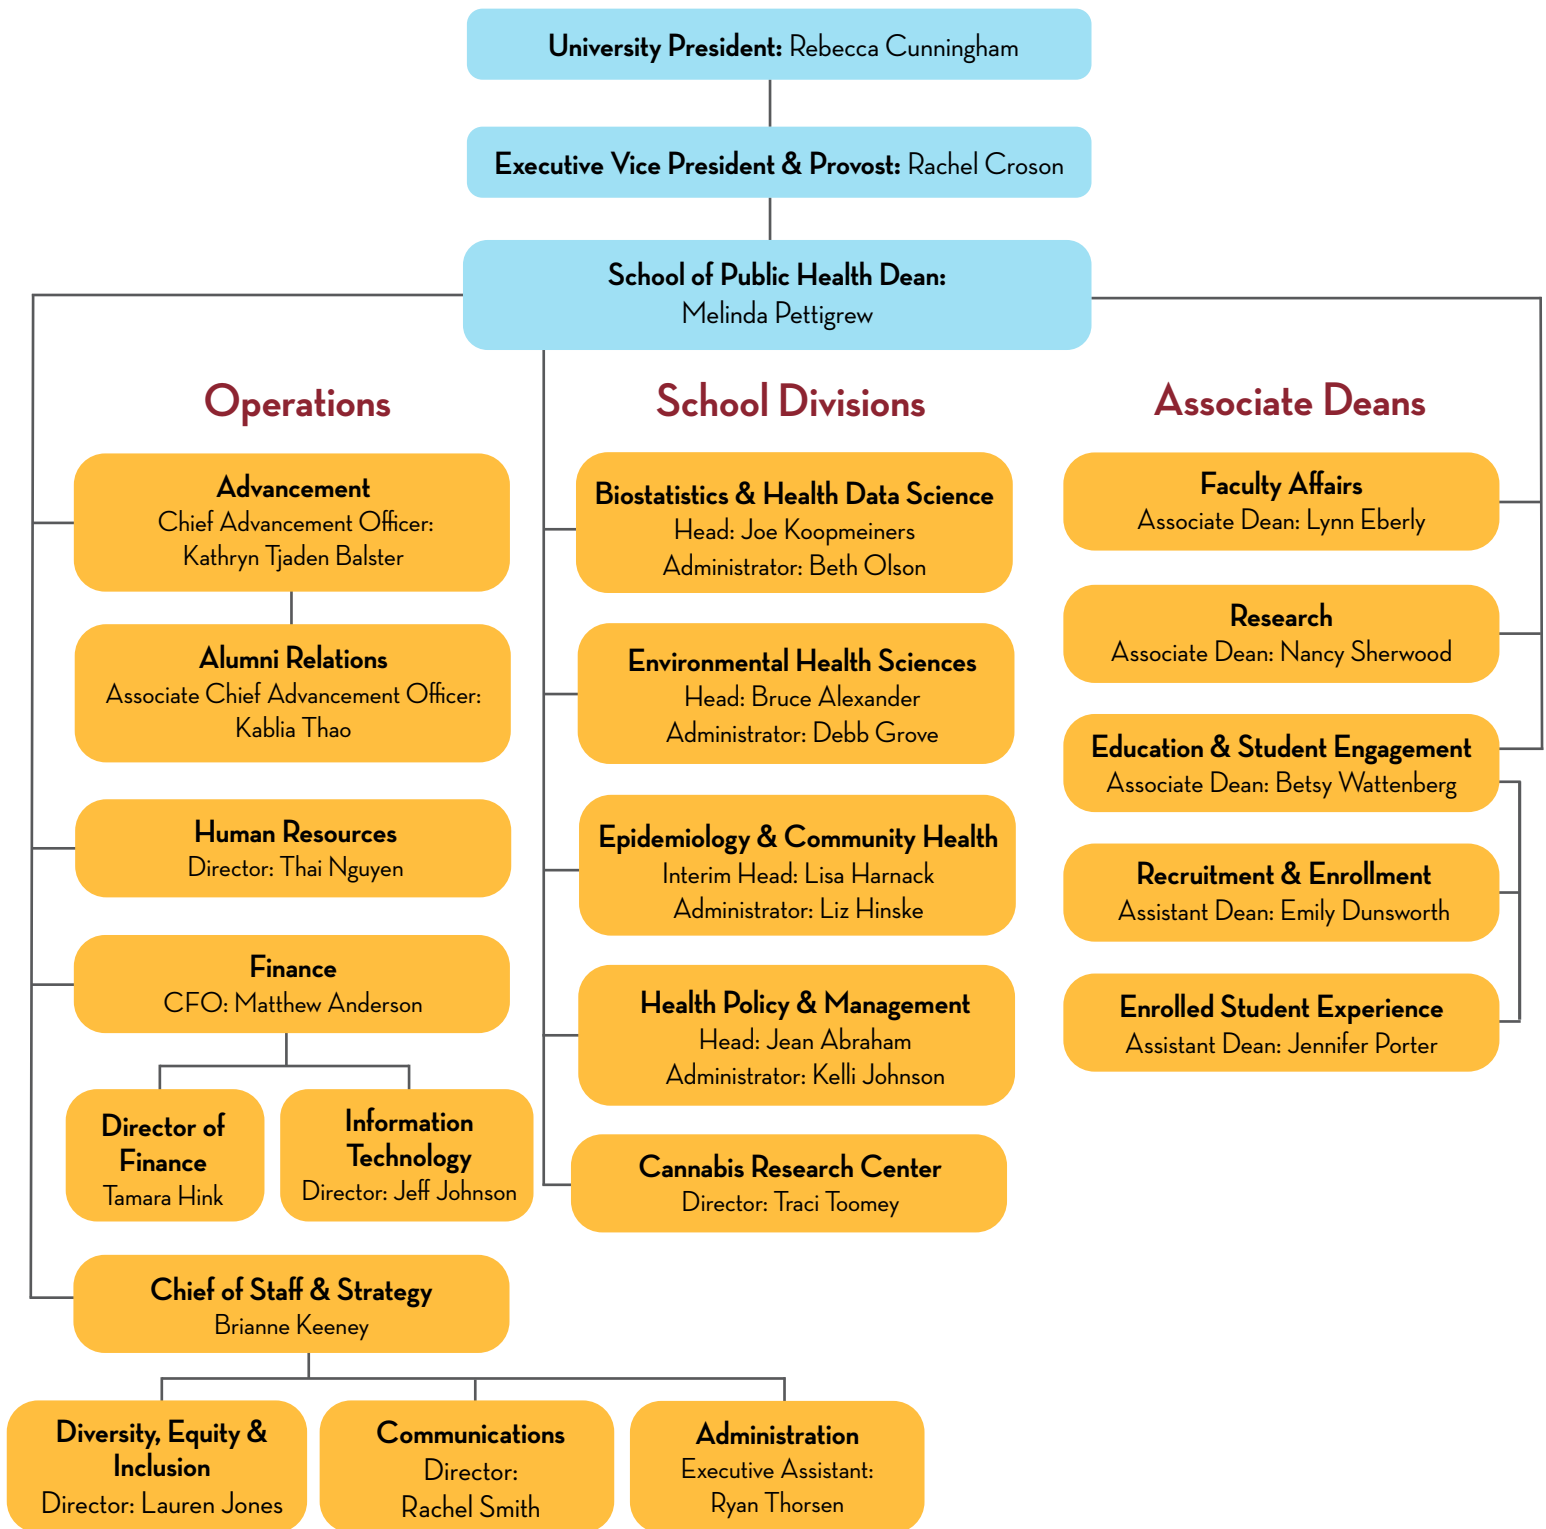 University President: Rebecca Cunningham
Executive Vice President & Provost: Rachel Croson
School of Public Health Dean:
Melinda Pettigrew
Operations
Advancement
Chief Advancement Officer:
Kathryn Tjaden Balster
Alumni Relations
Associate Chief Advancement Officer:
Kablia Thao
Human Resources
Director: Thai Nguyen
Finance
CFO: Matthew Anderson
Director of
Finance
Tamara Hink
Information
Technology
Director: Jeff Johnson
Chief of Staff & Strategy
Brianne Keeney
Diversity, Equity &
Inclusion
Director: Lauren Jones
Communications
Director:
Rachel Smith
Administration
Executive Assistant:
Ryan Thorsen
School Divisions
Biostatistics & Health Data Science
Head: Joe Koopmeiners
Administrator: Beth Olson
Environmental Health Sciences
Head: Bruce Alexander
Administrator: Debb Grove
Epidemiology & Community Health
Interim Head: Lisa Harnack
Administrator: Liz Hinske
Health Policy & Management
Head: Jean Abraham
Administrator: Kelli Johnson
Cannabis Research Center
Director: Traci Toomey
Associate Deans
Faculty Affairs
Associate Dean: Lynn Eberly
Research
Associate Dean: Nancy Sherwood
Education & Student Engagement
Associate Dean: Betsy Wattenberg
Recruitment & Enrollment
Assistant Dean: Emily Dunsworth
Enrolled Student Experience
Assistant Dean: Jennifer Porter